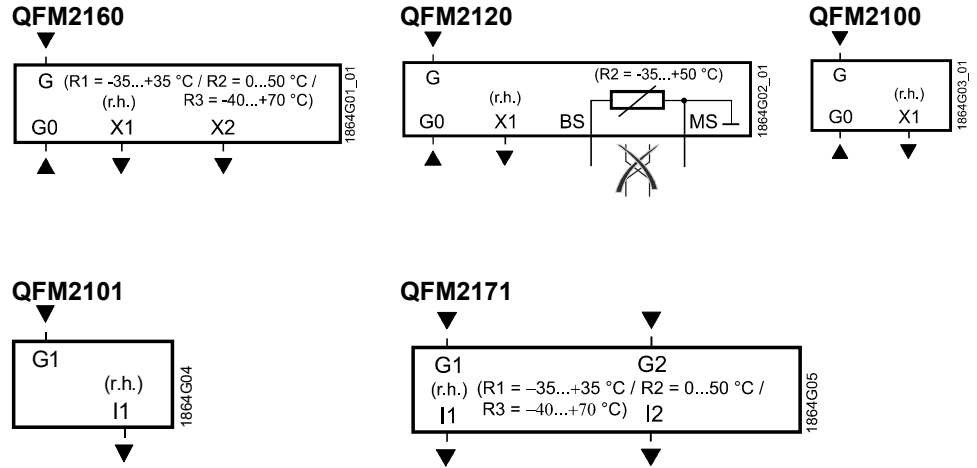 QFM2160
G (R1 = -35...+35 °C / R2 = 0...50 °C /
(r.h.) R3 = -40...+70 °C)
G0 X1 X2
1864G01_01
QFM2120
G (R2 = -35...+50 °C)
(r.h.)
G0 X1 BS MS
1864G02_01
QFM2100
G
(r.h.)
G0 X1
1864G03_01
QFM2101
G1
(r.h.)
I1
1864G04
QFM2171
G1 G2
(r.h.) (R1 = –35...+35 °C / R2 = 0...50 °C /
R3 = –40...+70 °C)
I1 I2
1864G05